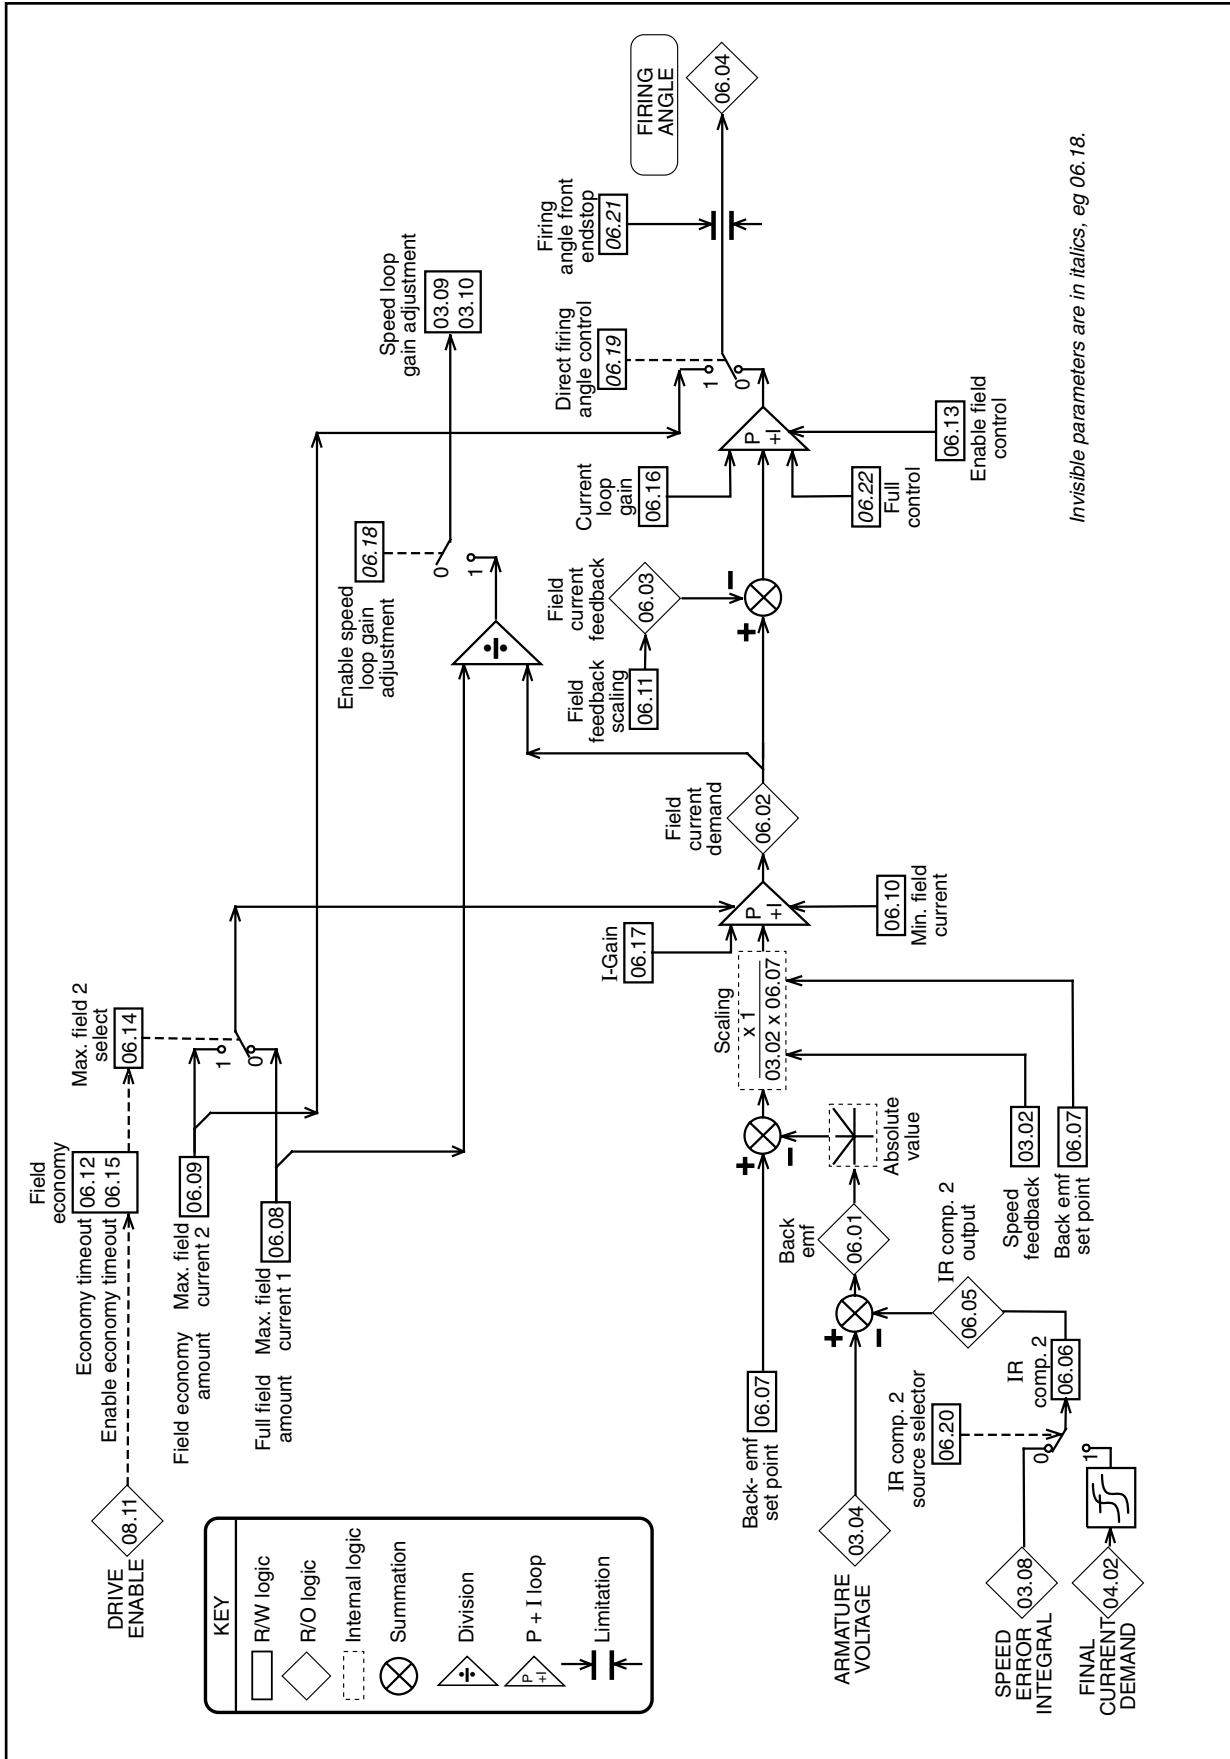 DRIVE
ENABLE
08.11
Economy timeout
Enable economy timeout
Field
economy
06.12
06.15
Max. field 2
select
06.14
Field economy
amount
Max. field
current 2
06.09
1
0
Full field
amount
Max. field
current 1
06.08
Enable speed
loop gain
adjustment
06.18
0
1
Speed loop
gain adjustment
03.09
03.10
KEY
R/W logic
R/O logic
Internal logic
Summation
Division
P
+I
P + I loop
Limitation
Back- emf
set point
06.07
+
−
Scaling
x 1
03.02 x 06.07
I-Gain
06.17
P
+I
06.10
Min. field
current
Field
current
demand
06.02
Field
feedback
scaling
06.11
Field
current
feedback
06.03
+
−
Current
loop
gain
06.16
P
+I
06.22
Full
control
06.13
Enable field
control
Direct firing
angle control
06.19
1
0
Firing
angle front
endstop
06.21
FIRING
ANGLE
06.04
ARMATURE
VOLTAGE
03.04
+
−
Back
emf
06.01
Absolute
value
IR comp. 2
source selector
06.20
SPEED
ERROR
INTEGRAL
03.08
0
1
FINAL
CURRENT
DEMAND
04.02
IR
comp. 2
06.06
IR comp. 2
output
06.05
Speed
feedback
03.02
Back emf
set point
06.07
Invisible parameters are in italics, eg 06.18.